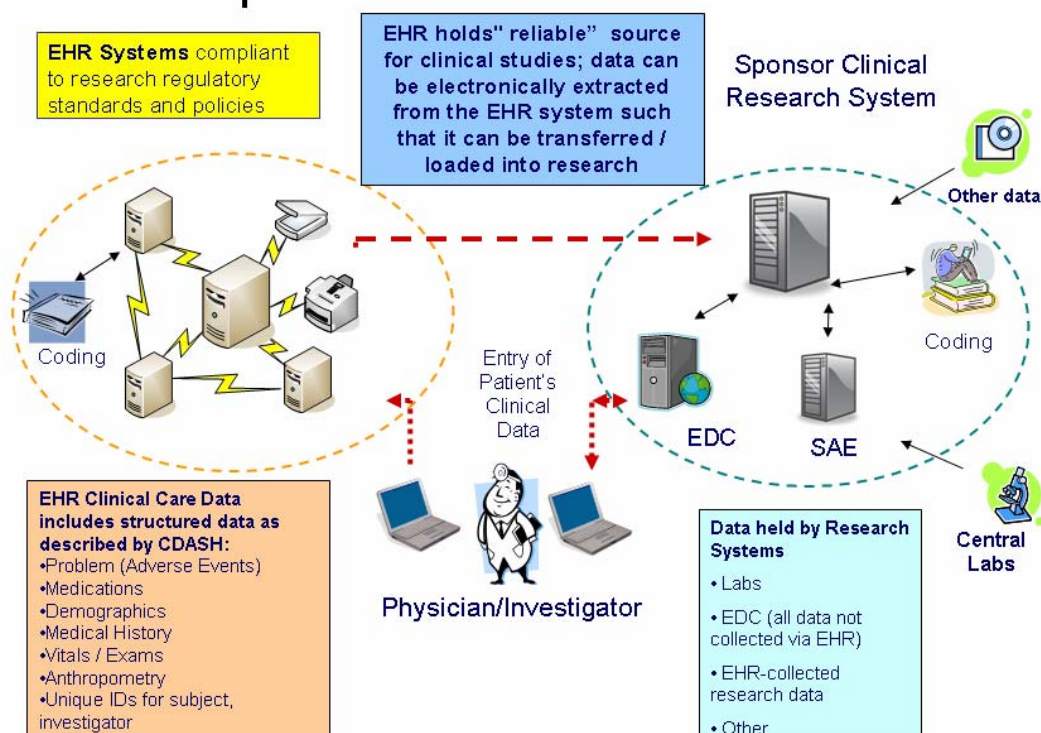 EHR Systems compliant
to research regulatory
standards and policies
EHR holds" reliable” source
for clinical studies; data can
be electronically extracted
from the EHR system such
that it can be transferred /
loaded into research
Sponsor Clinical
Research System
Other data
Coding
Coding
Entry of
Patient's
Clinical
Data
EDC
SAE
EHR Clinical Care Data
includes structured data as
described by CDASH:
•Problem (Adverse Events)
•Medications
•Demographics
•Medical History
•Vitals / Exams
•Anthropometry
•Unique IDs for subject,
investigator
Physician/Investigator
Data held by Research
Systems
• Labs
• EDC (all data not
collected via EHR)
• EHR-collected
research data
• Other
Central
Labs